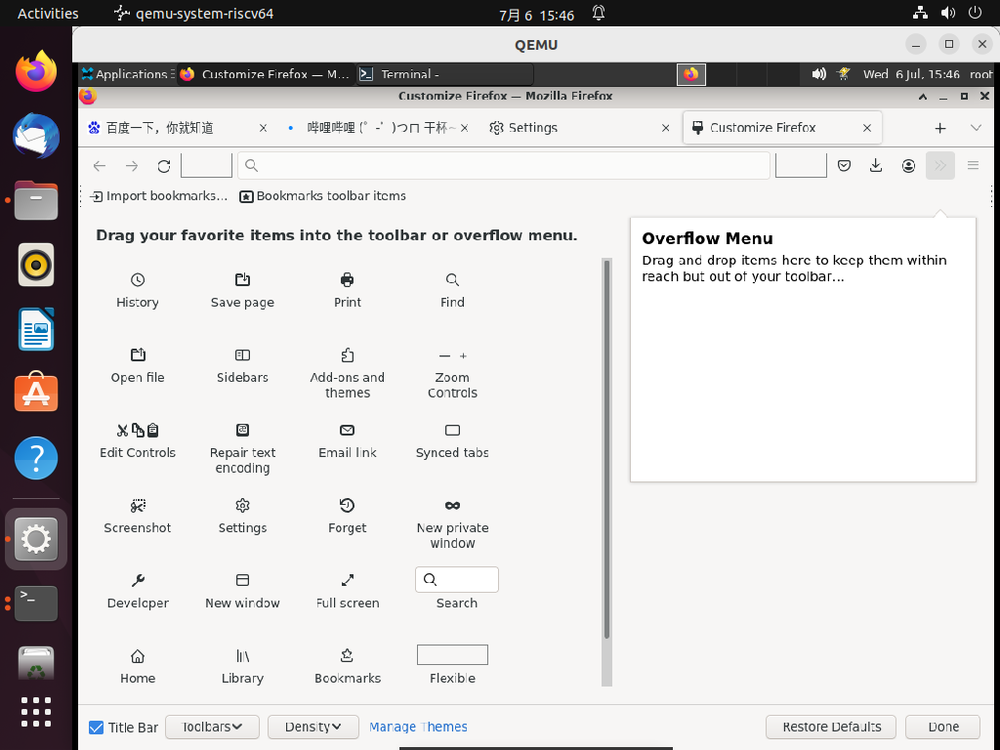 Activities
qemu-system-riscv64
7月 6 15:46
QEMU
Applications
Customize Firefox — M...
Terminal -
Wed 6 Jul, 15:46
root
Customize Firefox — Mozilla Firefox
百度一下，你就知道
哔哩哔哩 (゜-゜)つロ 干杯~
Settings
Customize Firefox
Import bookmarks...
Bookmarks toolbar items
Drag your favorite items into the toolbar or overflow menu.
Overflow Menu
Drag and drop items here to keep them within
reach but out of your toolbar...
History
Save page
Print
Find
Open file
Sidebars
Add-ons and
themes
Zoom
Controls
Edit Controls
Repair text
encoding
Email link
Synced tabs
Screenshot
Settings
Forget
New private
window
Developer
New window
Full screen
Search
Home
Library
Bookmarks
Flexible
Title Bar
Toolbars
Density
Manage Themes
Restore Defaults
Done